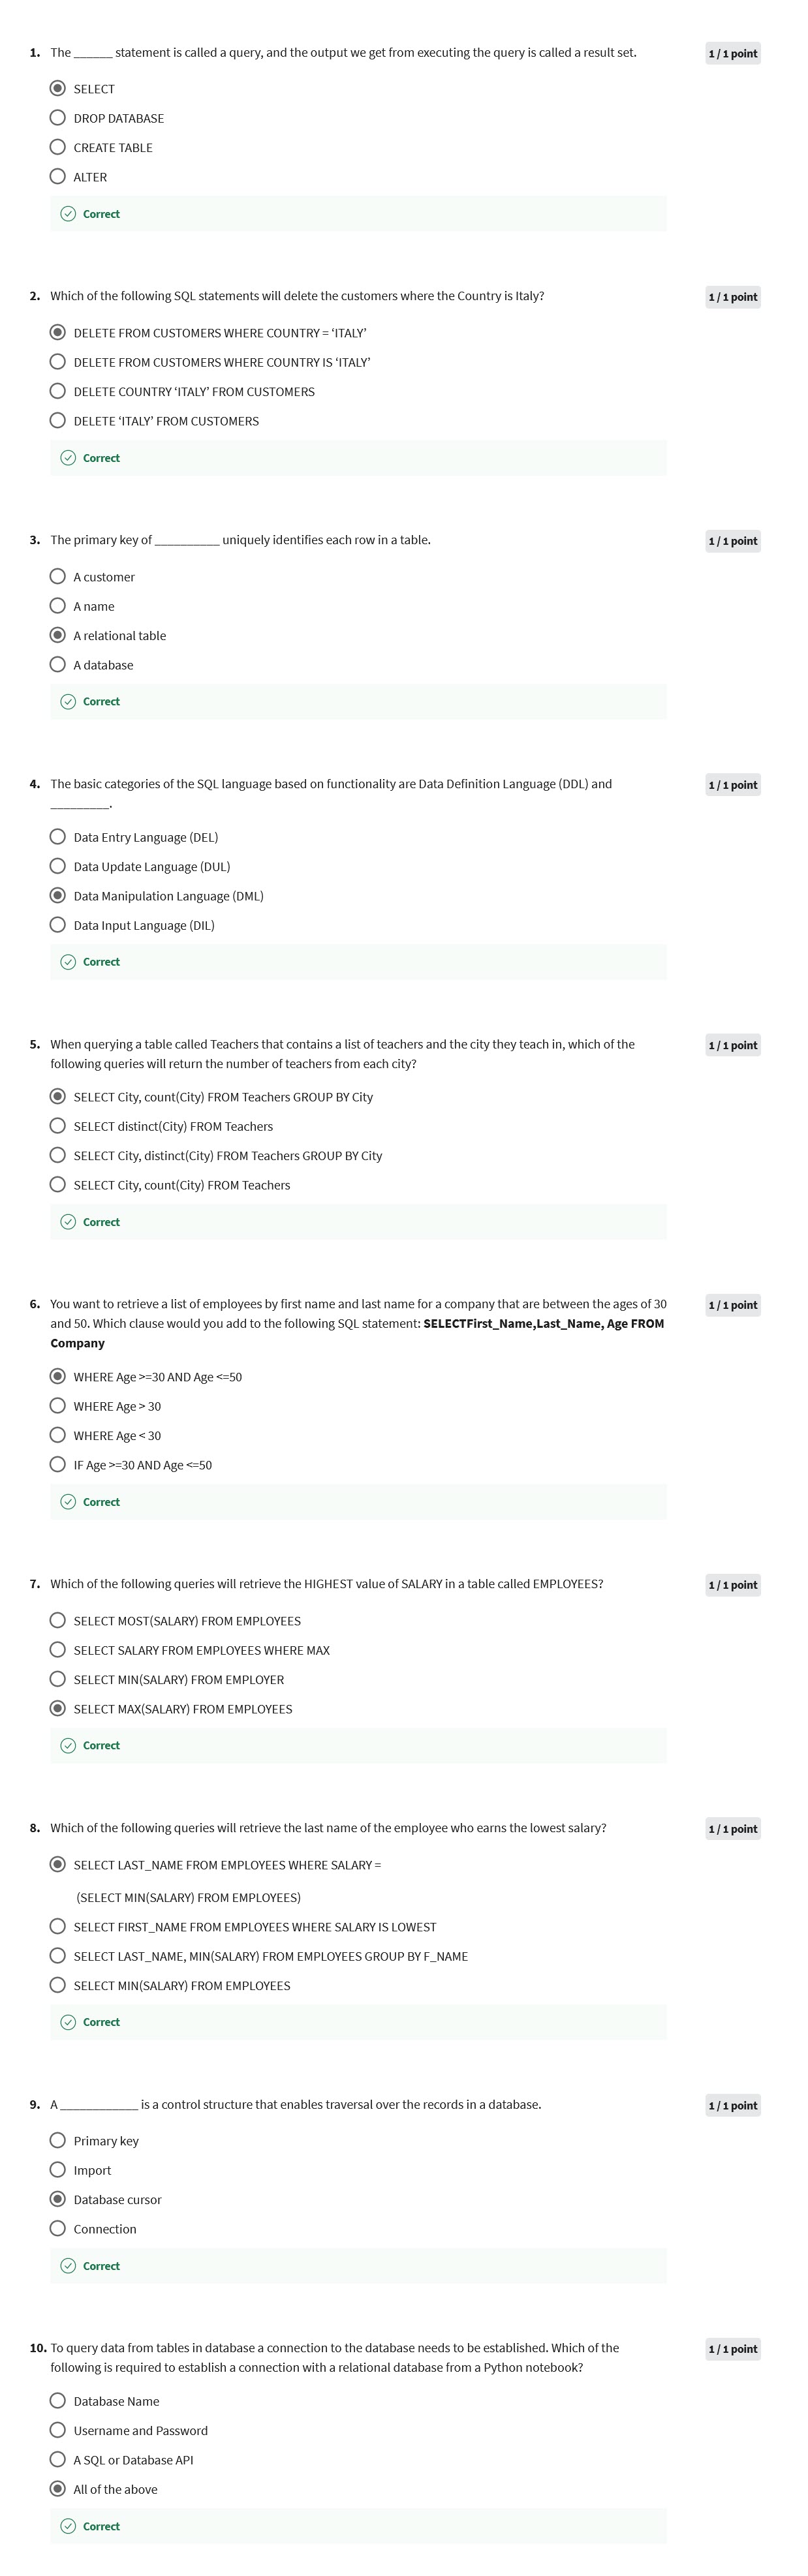 1. The ______ statement is called a query, and the output we get from executing the query is called a result set. 1 / 1 point
SELECT
DROP DATABASE
CREATE TABLE
ALTER
Correct
2. Which of the following SQL statements will delete the customers where the Country is Italy? 1 / 1 point
DELETE FROM CUSTOMERS WHERE COUNTRY = ‘ITALY’
DELETE FROM CUSTOMERS WHERE COUNTRY IS ‘ITALY’
DELETE COUNTRY ‘ITALY’ FROM CUSTOMERS
DELETE ‘ITALY’ FROM CUSTOMERS
Correct
3. The primary key of __________ uniquely identifies each row in a table. 1 / 1 point
A customer
A name
A relational table
A database
Correct
4. The basic categories of the SQL language based on functionality are Data Definition Language (DDL) and 1 / 1 point
_________.
Data Entry Language (DEL)
Data Update Language (DUL)
Data Manipulation Language (DML)
Data Input Language (DIL)
Correct
5. When querying a table called Teachers that contains a list of teachers and the city they teach in, which of the 1 / 1 point
following queries will return the number of teachers from each city?
SELECT City, count(City) FROM Teachers GROUP BY City
SELECT distinct(City) FROM Teachers
SELECT City, distinct(City) FROM Teachers GROUP BY City
SELECT City, count(City) FROM Teachers
Correct
6. You want to retrieve a list of employees by first name and last name for a company that are between the ages of 30 1 / 1 point
and 50. Which clause would you add to the following SQL statement: SELECTFirst_Name,Last_Name, Age FROM
Company
WHERE Age >=30 AND Age <=50
WHERE Age > 30
WHERE Age < 30
IF Age >=30 AND Age <=50
Correct
7. Which of the following queries will retrieve the HIGHEST value of SALARY in a table called EMPLOYEES? 1 / 1 point
SELECT MOST(SALARY) FROM EMPLOYEES
SELECT SALARY FROM EMPLOYEES WHERE MAX
SELECT MIN(SALARY) FROM EMPLOYER
SELECT MAX(SALARY) FROM EMPLOYEES
Correct
8. Which of the following queries will retrieve the last name of the employee who earns the lowest salary? 1 / 1 point
SELECT LAST_NAME FROM EMPLOYEES WHERE SALARY =
(SELECT MIN(SALARY) FROM EMPLOYEES)
SELECT FIRST_NAME FROM EMPLOYEES WHERE SALARY IS LOWEST
SELECT LAST_NAME, MIN(SALARY) FROM EMPLOYEES GROUP BY F_NAME
SELECT MIN(SALARY) FROM EMPLOYEES
Correct
9. A ____________ is a control structure that enables traversal over the records in a database. 1 / 1 point
Primary key
Import
Database cursor
Connection
Correct
10. To query data from tables in database a connection to the database needs to be established. Which of the 1 / 1 point
following is required to establish a connection with a relational database from a Python notebook?
Database Name
Username and Password
A SQL or Database API
All of the above
Correct